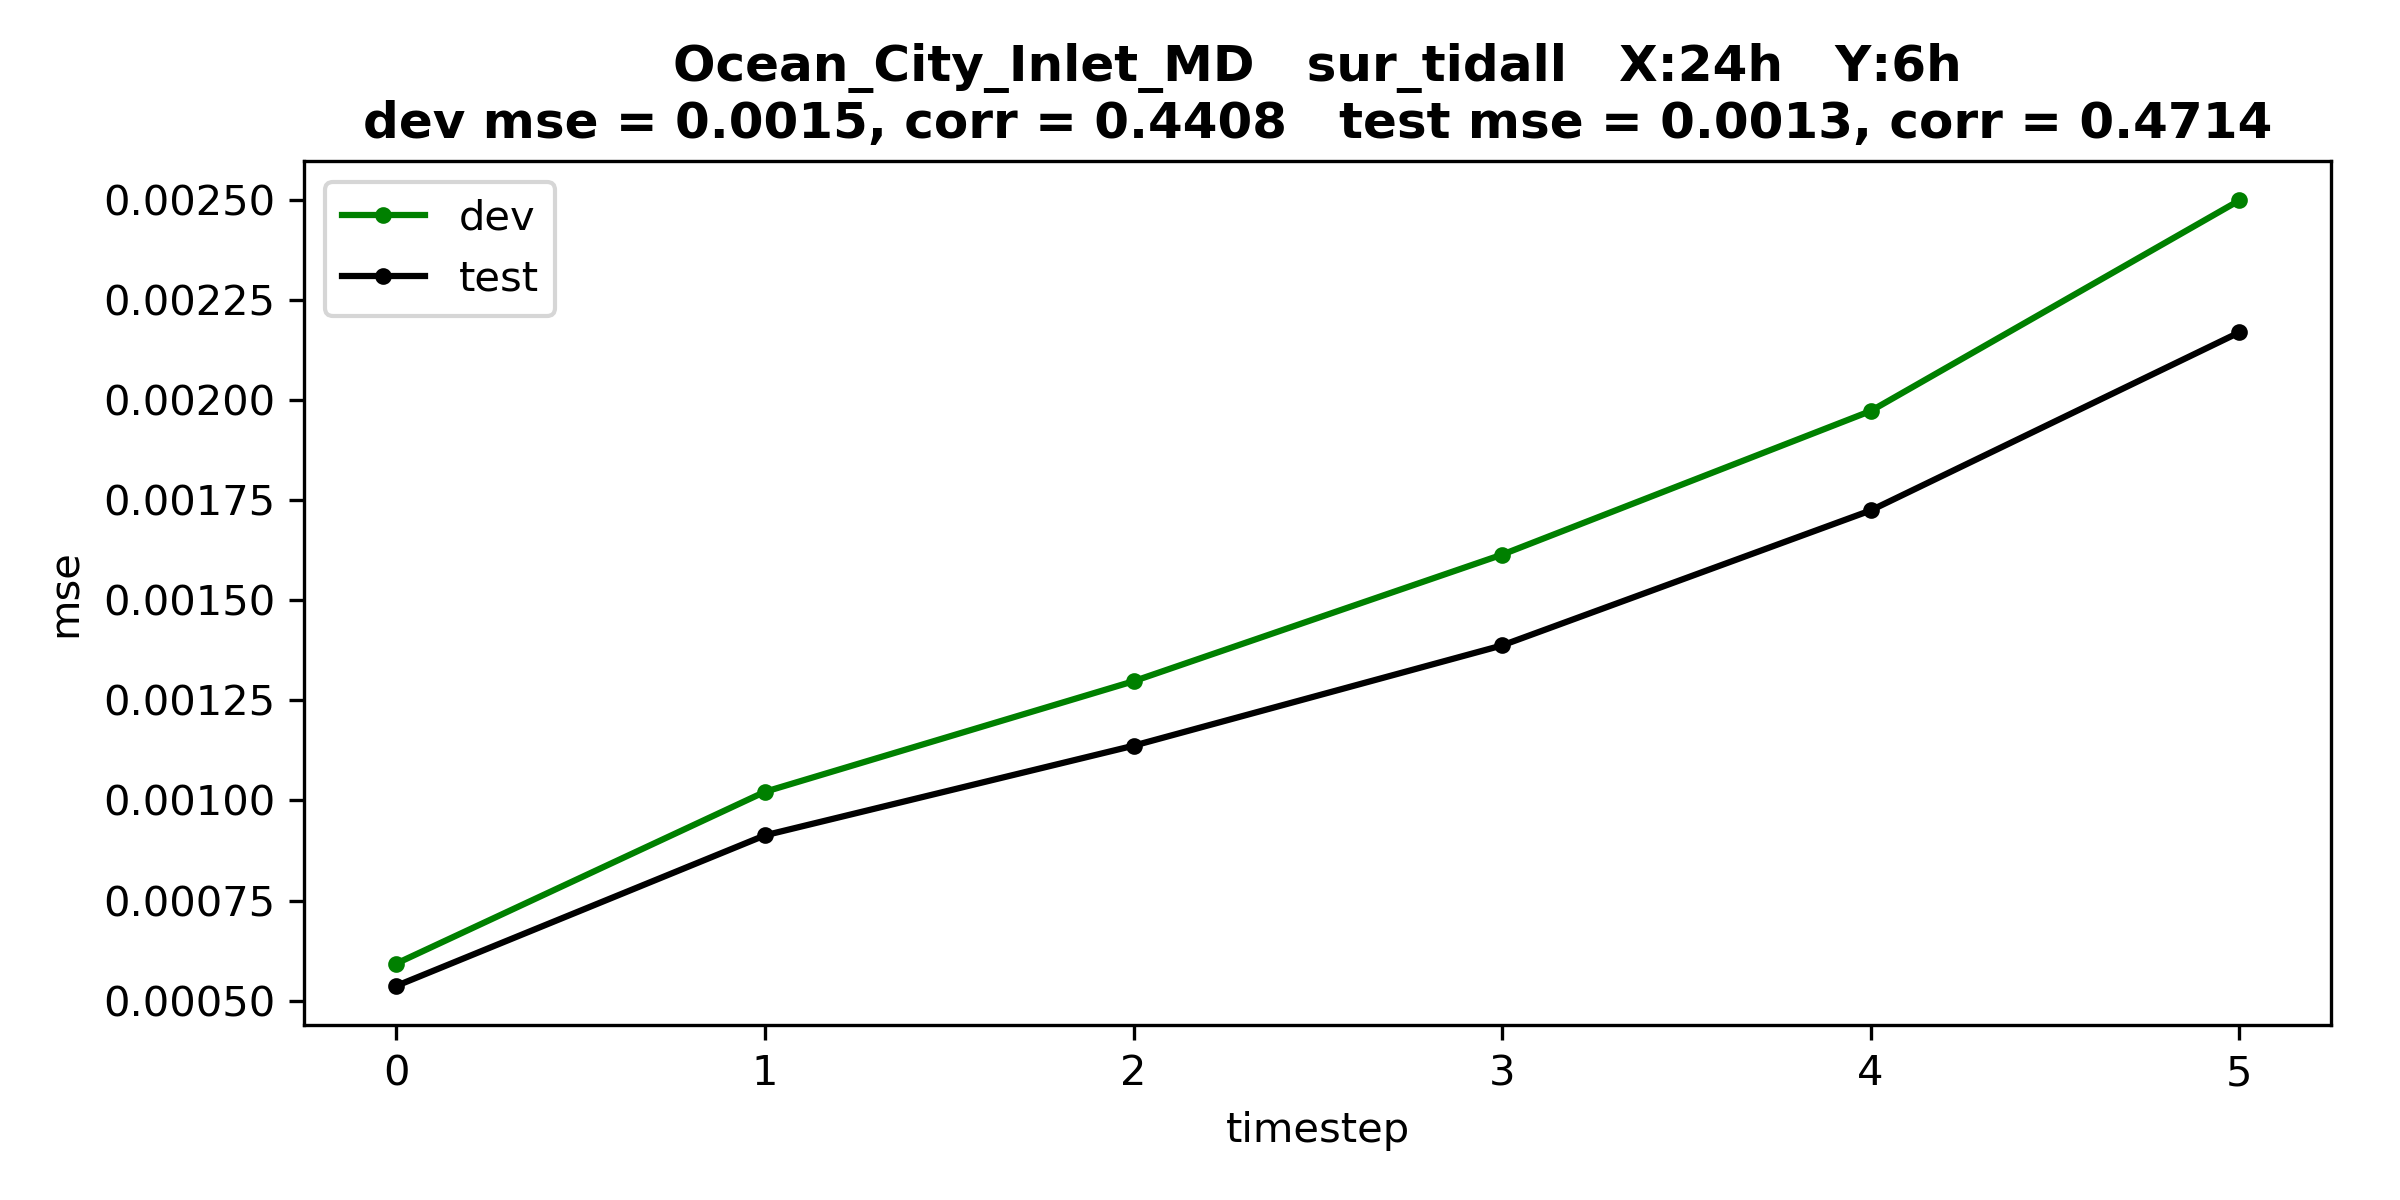 Ocean_City_Inlet_MD   sur_tidall   X:24h   Y:6h
dev mse = 0.0015, corr = 0.4408   test mse = 0.0013, corr = 0.4714
dev
test
0.00250
0.00225
0.00200
0.00175
0.00150
0.00125
0.00100
0.00075
0.00050
mse
0 1 2 3 4 5
timestep